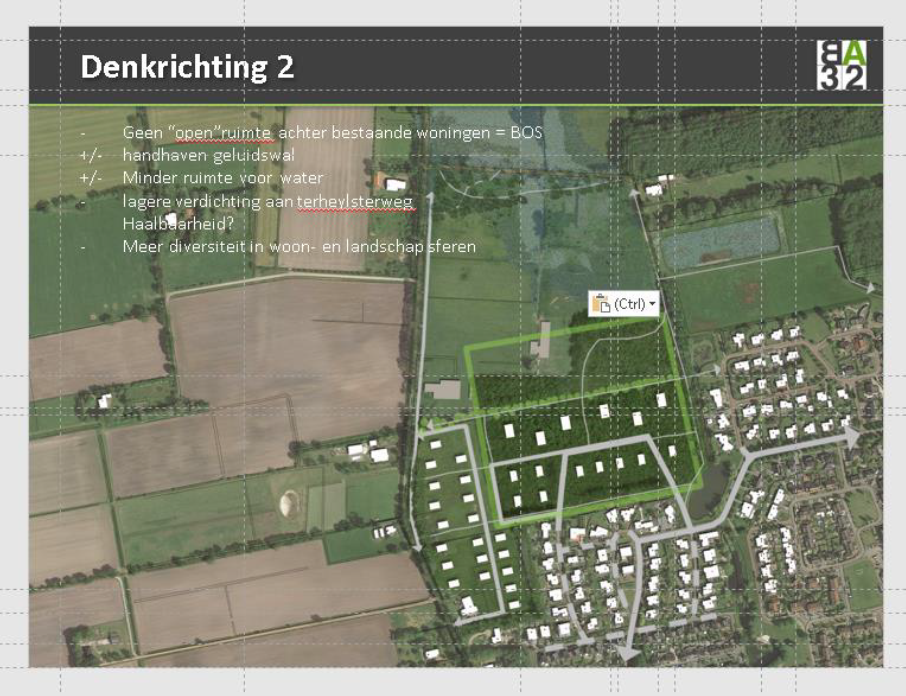 Denkrichting 2
BA
32
- Geen “open”ruimte achter bestaande woningen = BOS
+/- handhaven geluidswal
+/- Minder ruimte voor water
- lagere verdichting aan terheylsterweg
Haalbaarheid?
- Meer diversiteit in woon- en landschap sferen
(Ctrl)